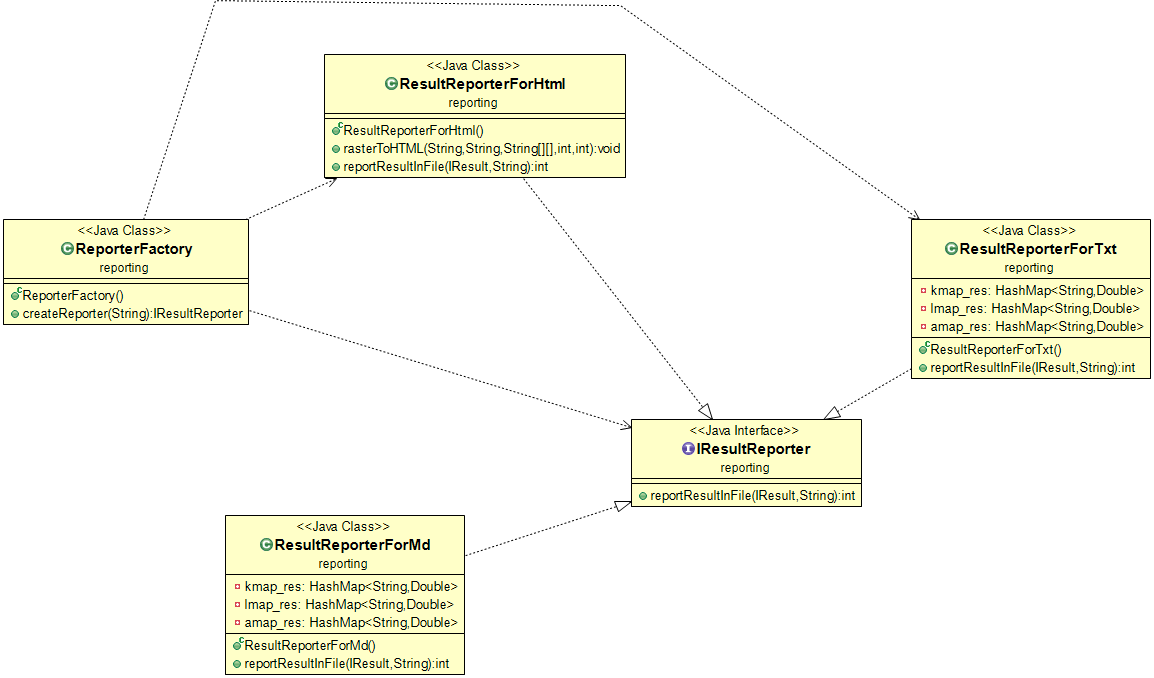 <<Java Class>>
ResultReporterForHtml
reporting
ResultReporterForHtml()
rasterToHTML(String,String,String[][],int,int):void
reportResultInFile(IResult,String):int
<<Java Class>>
ReporterFactory
reporting
ReporterFactory()
createReporter(String):IResultReporter
<<Java Class>>
ResultReporterForTxt
reporting
kmap_res: HashMap<String,Double>
lmap_res: HashMap<String,Double>
amap_res: HashMap<String,Double>
ResultReporterForTxt()
reportResultInFile(IResult,String):int
<<Java Interface>>
IResultReporter
reporting
reportResultInFile(IResult,String):int
<<Java Class>>
ResultReporterForMd
reporting
kmap_res: HashMap<String,Double>
lmap_res: HashMap<String,Double>
amap_res: HashMap<String,Double>
ResultReporterForMd()
reportResultInFile(IResult,String):int